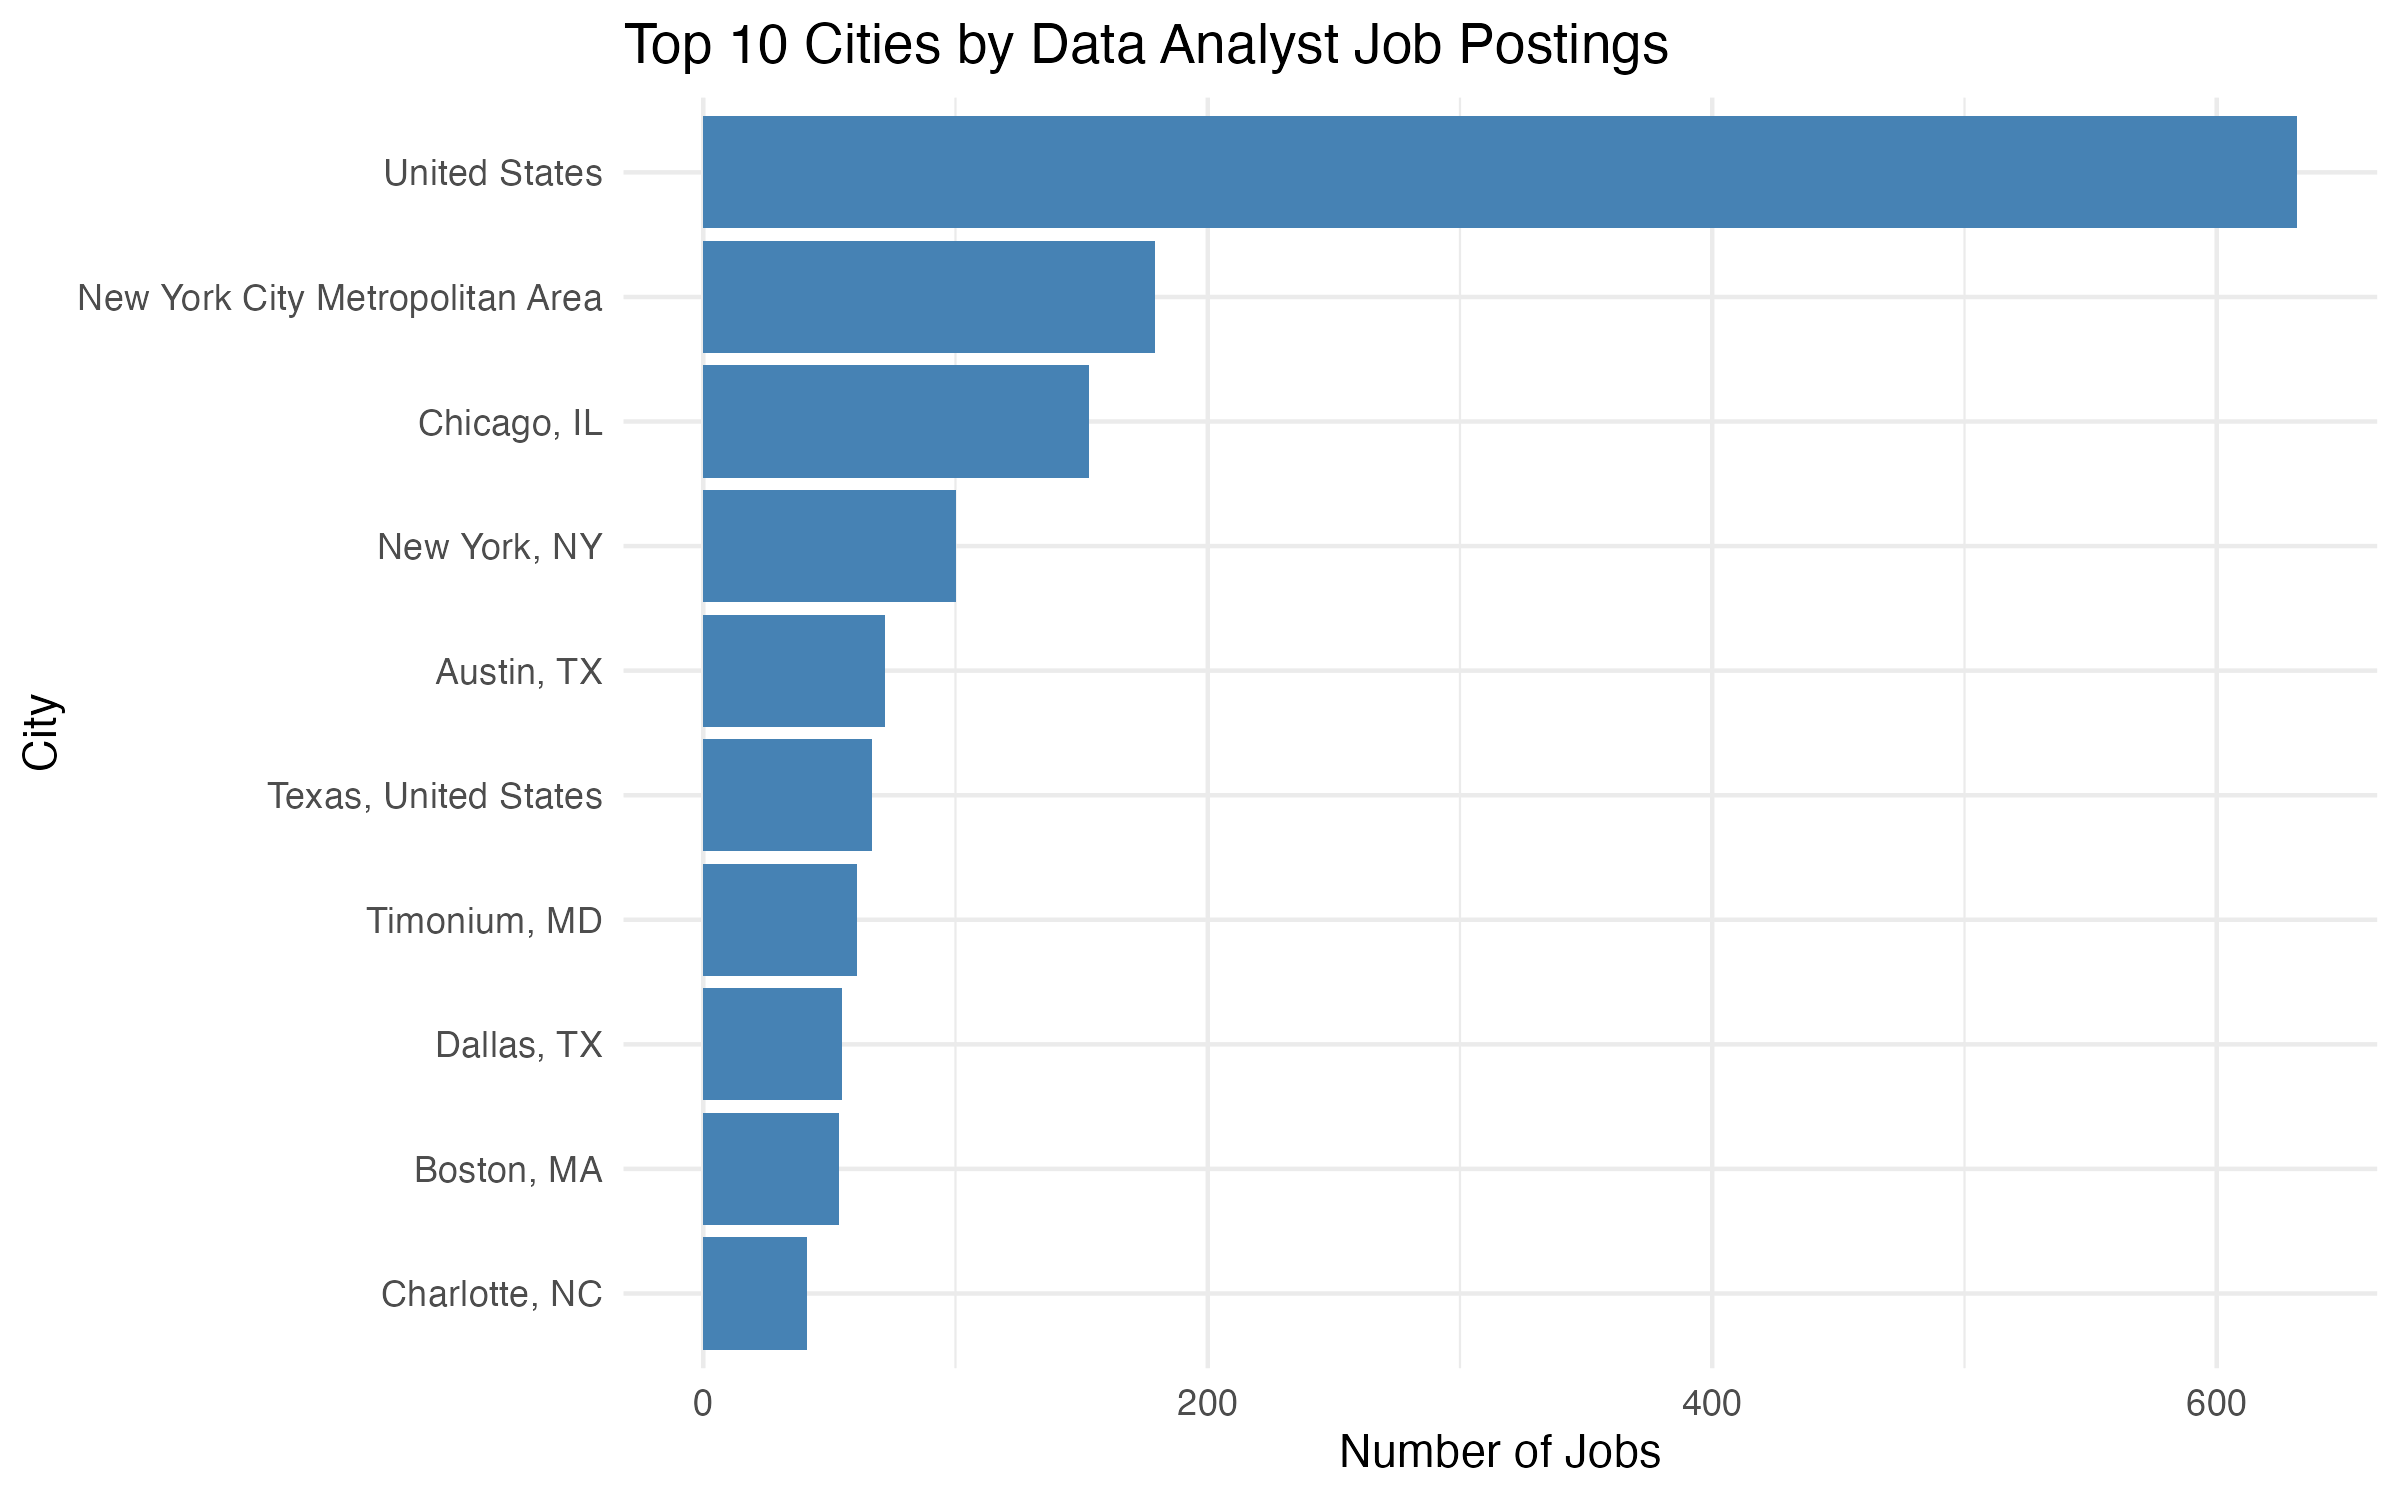 Top 10 Cities by Data Analyst Job Postings
City
United States
New York City Metropolitan Area
Chicago, IL
New York, NY
Austin, TX
Texas, United States
Timonium, MD
Dallas, TX
Boston, MA
Charlotte, NC
0 200 400 600
Number of Jobs